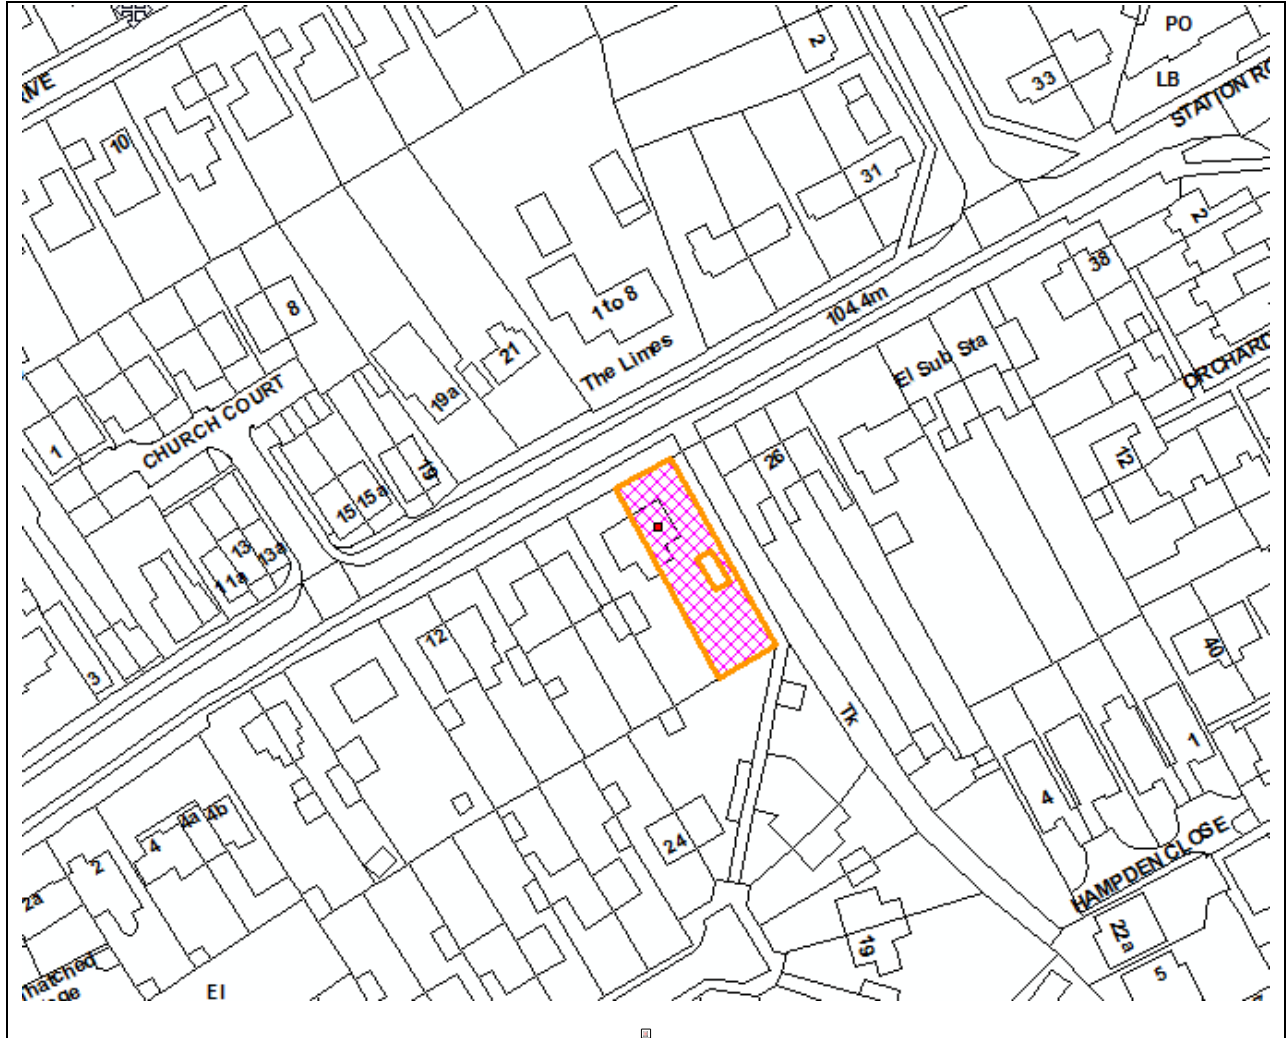 PO
2
33
LB
STATION
10
31
2
38
8
1 to 8
104.4m
The Limes
El Sub Sta
21
19a
CHURCH COURT
1
19
15 15a
26
12
13
13a
11a
12
40
3
Tk
1
4
4a 4b
4
2
24
HAMPDEN CLOSE
2a
22a
19
5
El